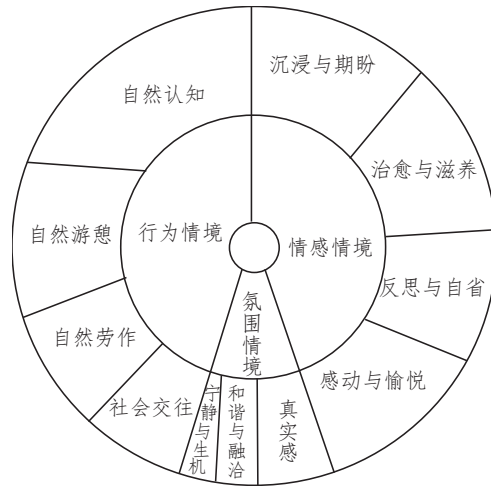 沉浸与期盼
自然认知
治愈与滋养
自然游憩
行为情境
情感情境
反思与自省
氛围情境
自然劳作
感动与愉悦
社会交往
宁静与生机
和谐与融洽
真实感